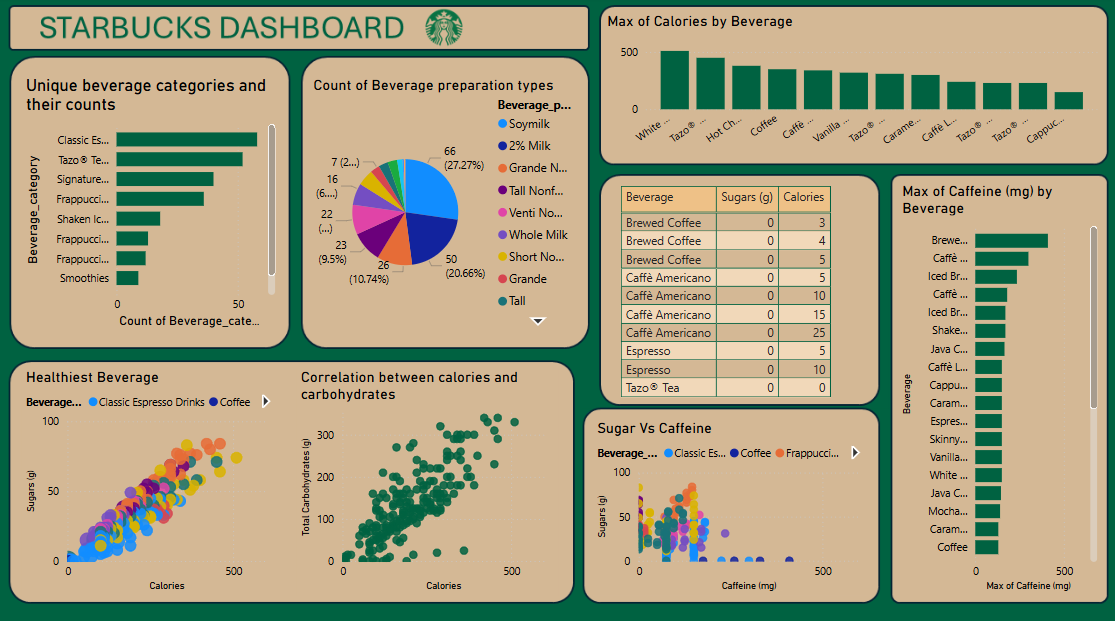 STARBUCKS DASHBOARD
Max of Calories by Beverage
500
0
White ...
Tazo® ...
Hot Ch...
Coffee
Caffè ...
Vanilla ...
Tazo® ...
Carame...
Caffè L...
Tazo® ...
Tazo® ...
Cappuc...
Unique beverage categories and
their counts
Beverage_category
Classic Es...
Tazo® Te...
Signature...
Frappucci...
Shaken Ic...
Frappucci...
Frappucci...
Smoothies
0
50
Count of Beverage_cate...
Count of Beverage preparation types
Beverage_p...
Soymilk
2% Milk
Grande N...
Tall Nonf...
Venti No...
Whole Milk
Short No...
Grande
Tall
66
(27.27%)
50
(20.66%)
26
(10.74%)
23
(9.5%)
22
(...)
16
(6....)
7 (2...)
Beverage Sugars (g) Calories
Brewed Coffee 0 3
Brewed Coffee 0 4
Brewed Coffee 0 5
Caffè Americano 0 5
Caffè Americano 0 10
Caffè Americano 0 15
Caffè Americano 0 25
Espresso 0 5
Espresso 0 10
Tazo® Tea 0 0
Max of Caffeine (mg) by
Beverage
Beverage
Brewe...
Caffè ...
Iced Br...
Caffè ...
Iced Br...
Shake...
Java C...
Caffè L...
Cappu...
Caram...
Espres...
Skinny...
Vanilla...
White ...
Java C...
Mocha...
Caram...
Coffee
0
500
Max of Caffeine (mg)
Healthiest Beverage
Beverage... Classic Espresso Drinks Coffee
100
50
0
Sugars (g)
0
500
Calories
Correlation between calories and
carbohydrates
300
200
100
0
Total Carbohydrates (g)
0
500
Calories
Sugar Vs Caffeine
Beverage_... Classic Es... Coffee Frappucci...
100
50
0
Sugars (g)
0
500
Caffeine (mg)